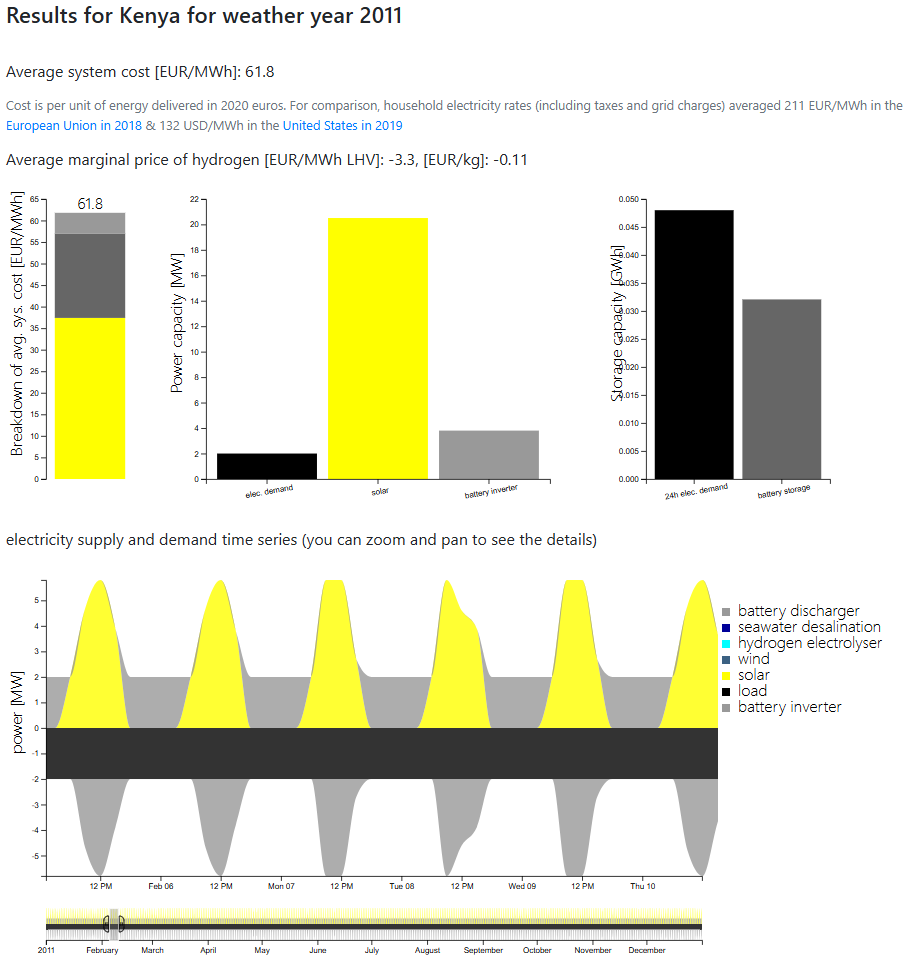 Results for Kenya for weather year 2011
Average system cost [EUR/MWh]: 61.8
Cost is per unit of energy delivered in 2020 euros. For comparison, household electricity rates (including taxes and grid charges) averaged 211 EUR/MWh in the
European Union in 2018 & 132 USD/MWh in the United States in 2019
Average marginal price of hydrogen [EUR/MWh LHV]: -3.3, [EUR/kg]: -0.11
Breakdown of avg. sys. cost [EUR/MWh]
65
60
55
50
45
40
35
30
25
20
15
10
5
0
61.8
Power capacity [MW]
22
20
18
16
14
12
10
8
6
4
2
0
elec. demand
solar
battery inverter
Storage capacity [GWh]
0.050
0.045
0.040
0.035
0.030
0.025
0.020
0.015
0.010
0.005
0.000
24h elec. demand
battery storage
electricity supply and demand time series (you can zoom and pan to see the details)
power [MW]
5
4
3
2
1
0
-1
-2
-3
-4
-5
12 PM
Feb 06
12 PM
Mon 07
12 PM
Tue 08
12 PM
Wed 09
12 PM
Thu 10
battery discharger
seawater desalination
hydrogen electrolyser
wind
solar
load
battery inverter
2011
February
March
April
May
June
July
August
September
October
November
December